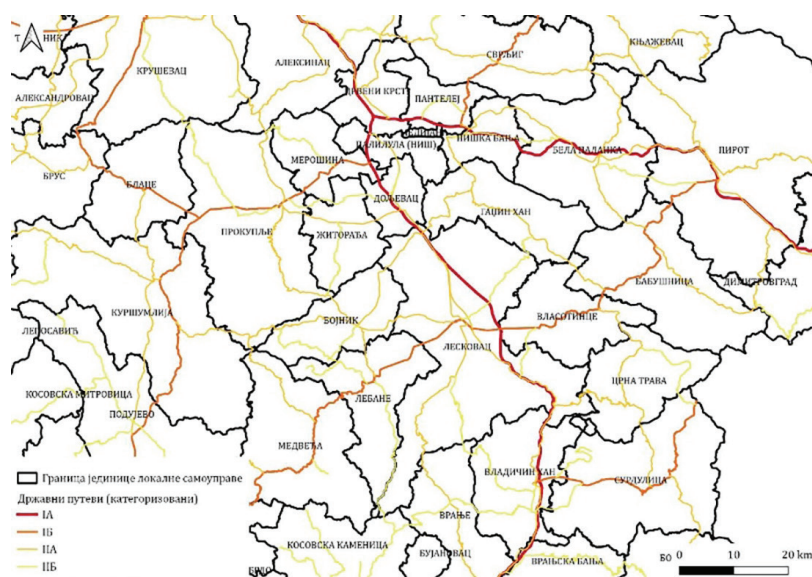 КЊАЖЕВАЦ
СВРЉИГ
КРУШЕВАЦ
АЛЕКСИНАЦ
АЛЕКСАНДРОВАЦ
ЦРВЕНИ КРСТ
ПАНТЕЛЕЈ
ПАЛИЛУЛА (НИШ)
НИШКА БАЊА
БЕЛА ПАЛАНКА
ПИРОТ
МЕРОШИНА
БРУС
БЛАЦЕ
ДОЉЕВАЦ
ГАЏИН ХАН
ПРОКУПЉЕ
ЖИТОРАЂА
БАБУШНИЦА
ДИМИТРОВГРАД
КУРШУМЛИЈА
БОЈНИК
ВЛАСОТИНЦЕ
ЛЕПОСАВИЋ
ЛЕСКОВАЦ
ЦРНА ТРАВА
КОСОВСКА МИТРОВИЦА
ЛЕБАНЕ
ПОДУЈЕВО
МЕДВЕЂА
ВЛАДИЧИН ХАН
СУРДУЛИЦА
ВРАЊЕ
КОСОВСКА КАМЕНИЦА
БУЈАНОВАЦ
ВРАЊСКА БАЊА
Граница јединице локалне самоуправе
Државни путеви (категоризовани)
IА
IБ
IIА
IIБ
0 10 20 km